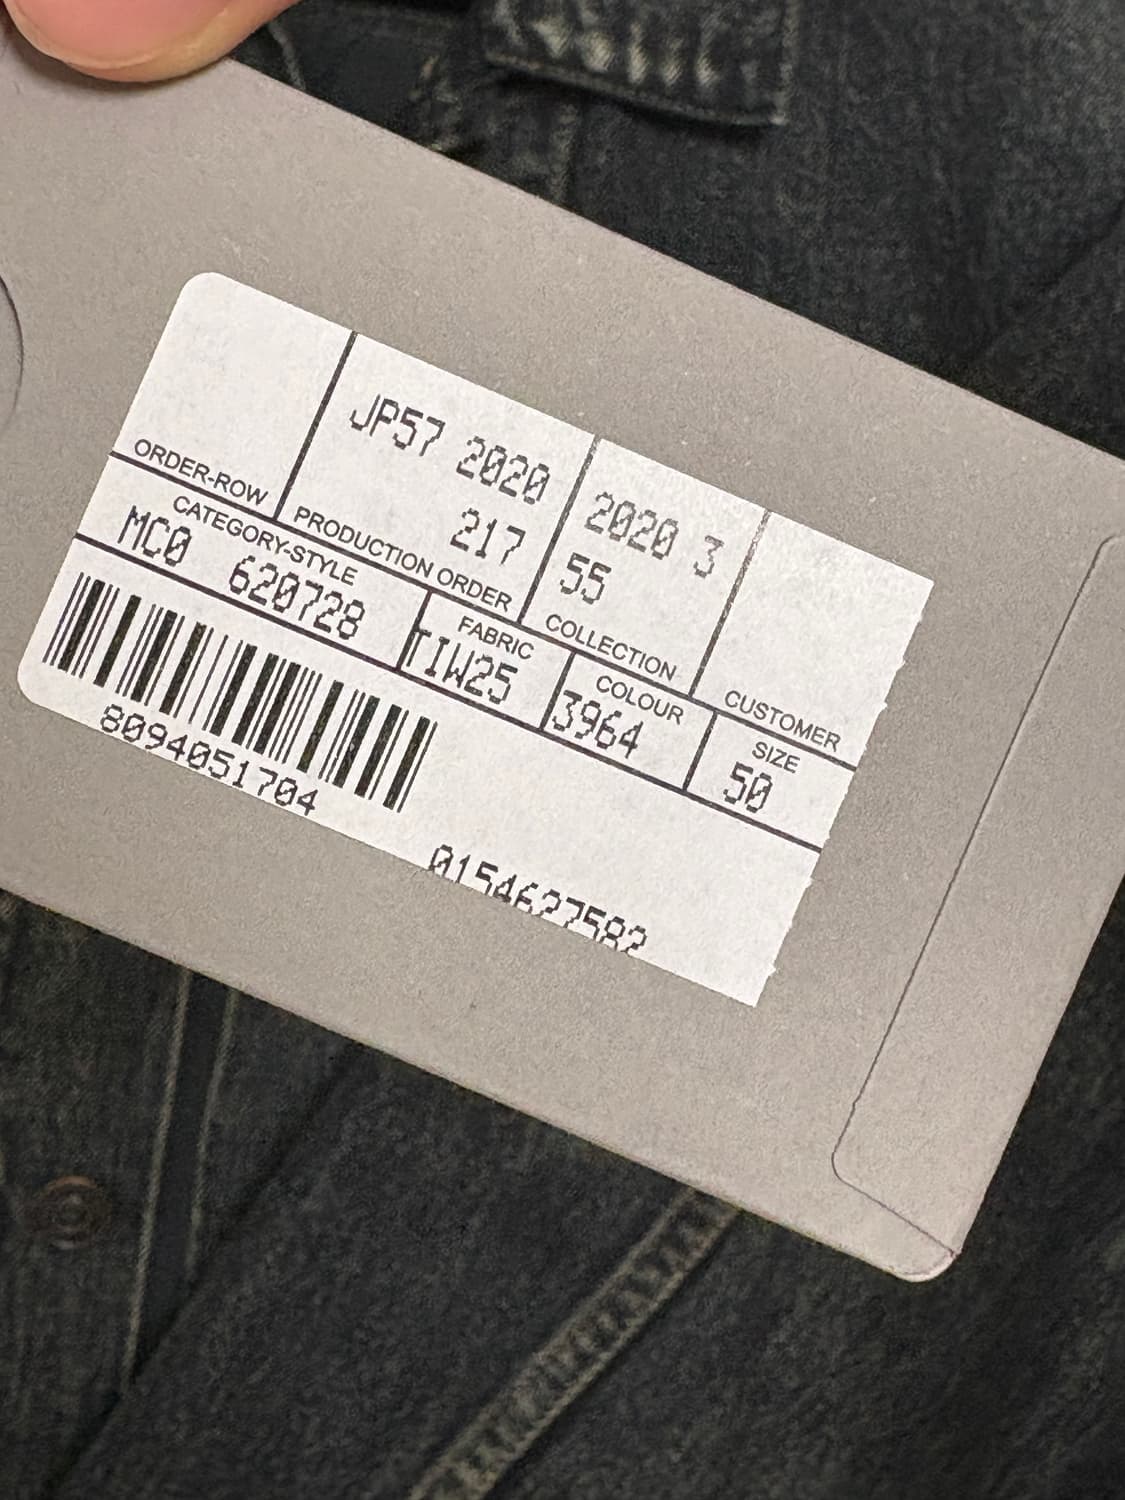 JP57 2020
217
2020 3
55
ORDER-ROW
PRODUCTION ORDER
COLLECTION
CUSTOMER
CATEGORY-STYLE
MC0 620728
FABRIC
TIW25
COLOUR
3964
SIZE
50
8094051704
0154627582